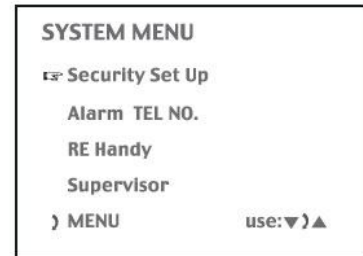 SYSTEM MENU
☞ Security Set Up
Alarm TEL NO.
RE Handy
Supervisor
) MENU use:▼)▲